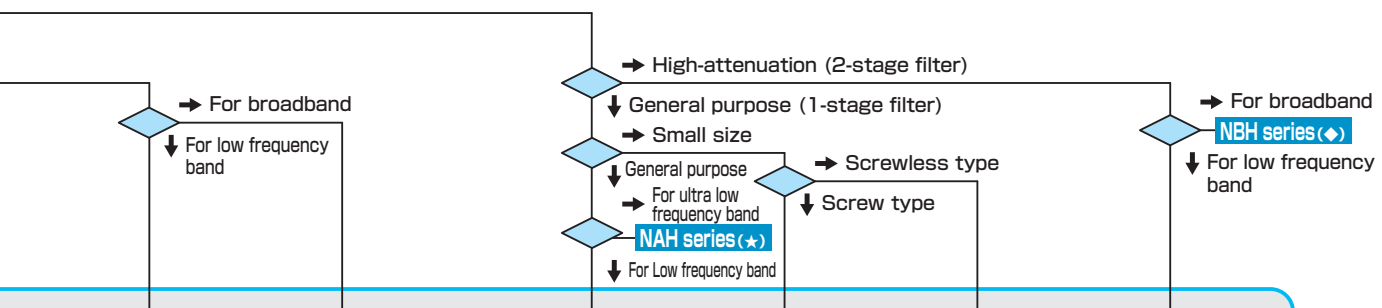 → For broadband
↓ For low frequency
band
→ High-attenuation (2-stage filter)
↓ General purpose (1-stage filter)
→ Small size
↓ General purpose
→ For ultra low
frequency band
NAH series(★)
↓ For Low frequency band
→ Screwless type
↓ Screw type
→ For broadband
NBH series(◆)
↓ For low frequency
band